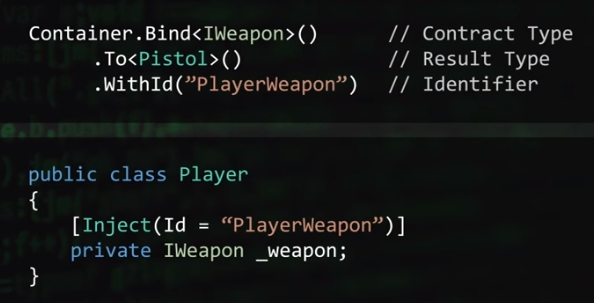 Container.Bind<IWeapon>() // Contract Type
.To<Pistol>() // Result Type
.WithId(”PlayerWeapon”) // Identifier
public class Player
{
[Inject(Id = “PlayerWeapon”)]
private IWeapon _weapon;
}